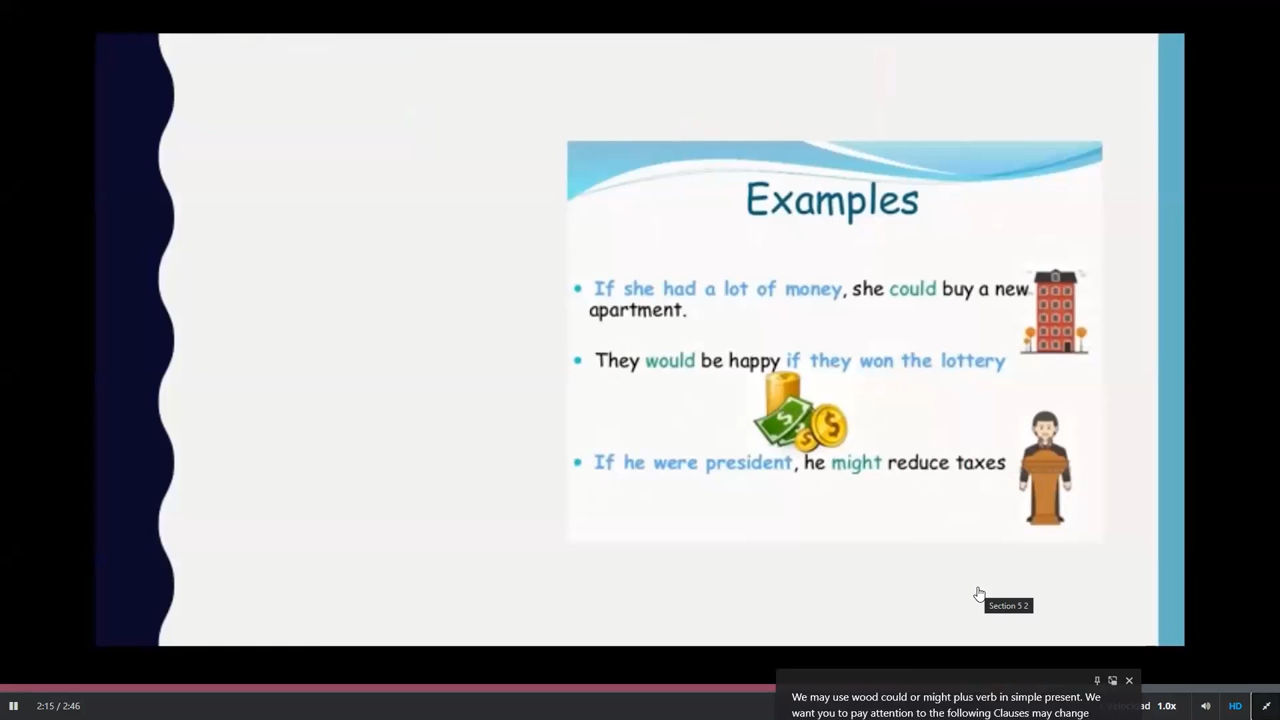 Examples
• If she had a lot of money, she could buy a new
apartment.
• They would be happy if they won the lottery
• If he were president, he might reduce taxes
Section 5 2
We may use wood could or might plus verb in simple present. We
want you to pay attention to the following Clauses may change
2:15 / 2:46
1.0x
HD